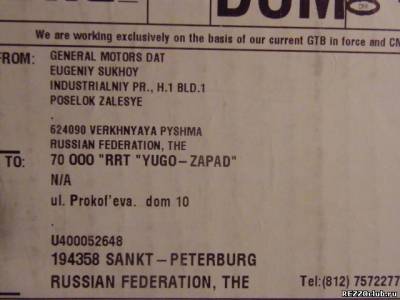 DOM
We are working exclusively on the basis of our current GTB in force and CN
FROM: GENERAL MOTORS DAT
EUGENIY SUKHOY
INDUSTRIALNIY PR., H.1 BLD.1
POSELOK ZALESYE
.
624090 VERKHNYAYA PYSHMA
RUSSIAN FEDERATION, THE
TO: 70 000 "RRT "YUGO-ZAPAD"
N/A
ul. Prokof'eva. dom 10
.
U400052648
194358 SANKT-PETERBURG
RUSSIAN FEDERATION, THE Tel:(812) 7572277
REZZOclub.ru